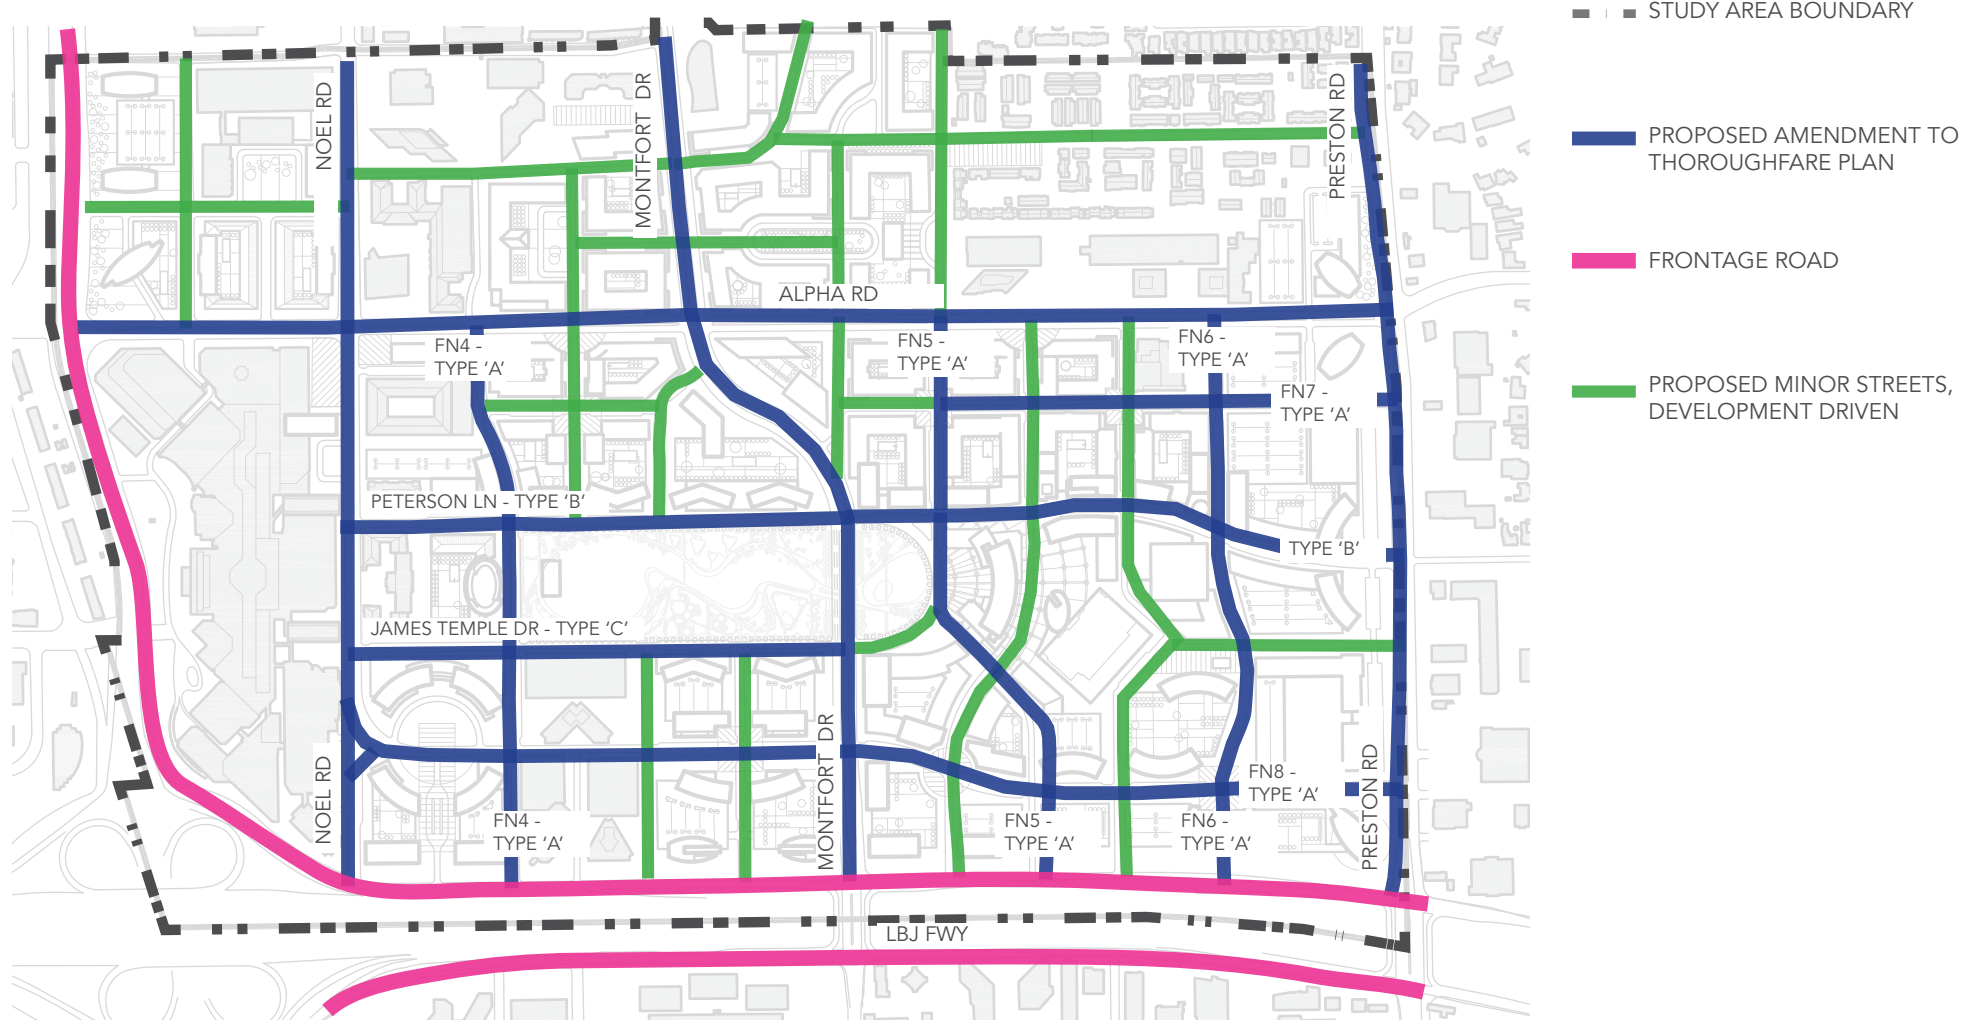 STUDY AREA BOUNDARY
PROPOSED AMENDMENT TO
THOROUGHFARE PLAN
FRONTAGE ROAD
PROPOSED MINOR STREETS,
DEVELOPMENT DRIVEN
NOEL RD
MONTFORT DR
PRESTON RD
ALPHA RD
FN4 -
TYPE ‘A’
FN5 -
TYPE ‘A’
FN6 -
TYPE ‘A’
FN7 -
TYPE ‘A’
PETERSON LN - TYPE ‘B’
TYPE ‘B’
JAMES TEMPLE DR - TYPE ‘C’
NOEL RD
MONTFORT DR
PRESTON RD
FN8 -
TYPE ‘A’
FN4 -
TYPE ‘A’
FN5 -
TYPE ‘A’
FN6 -
TYPE ‘A’
LBJ FWY